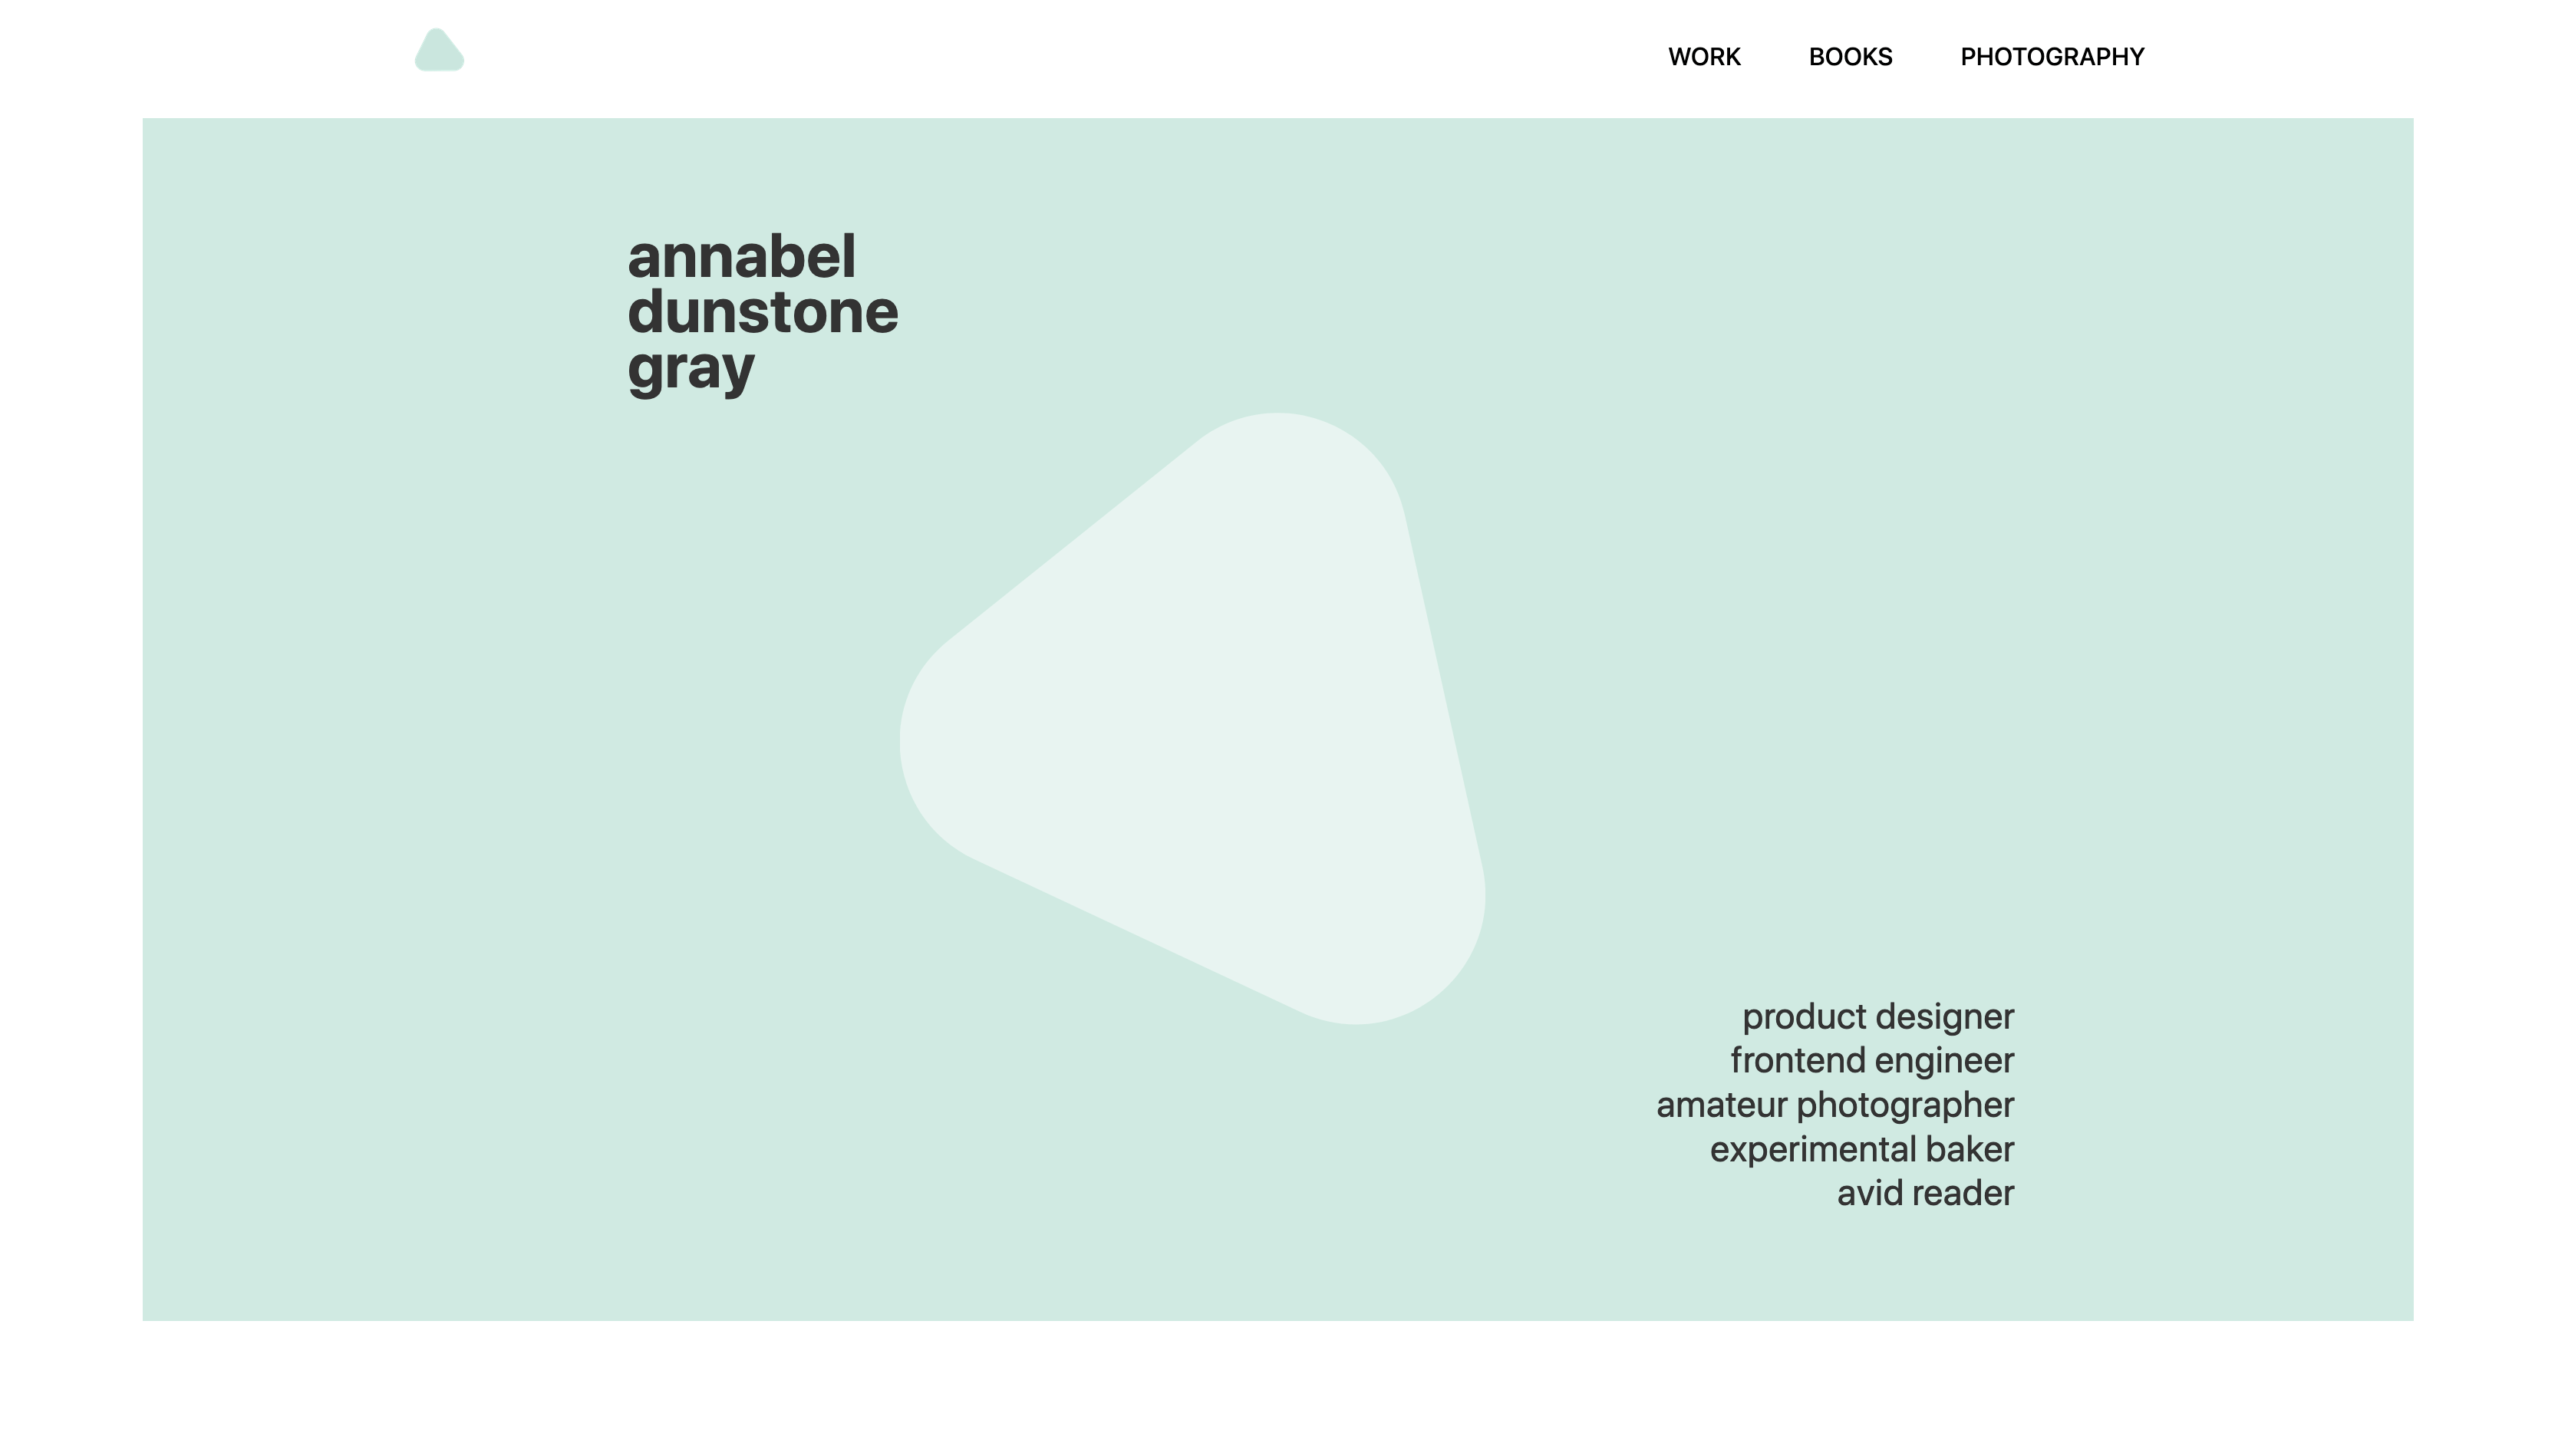 WORK BOOKS PHOTOGRAPHY
annabel
dunstone
gray
product designer
frontend engineer
amateur photographer
experimental baker
avid reader